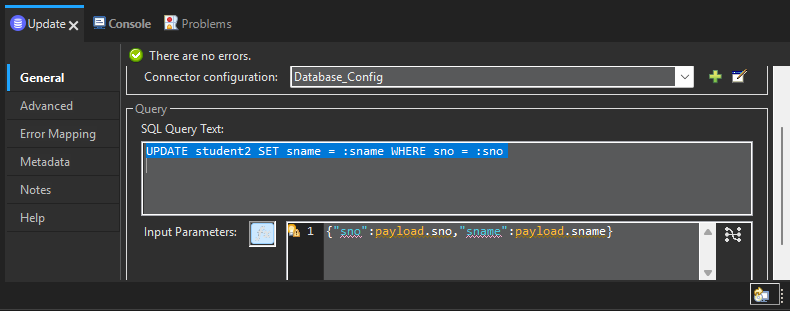 Update
Console
Problems
There are no errors.
General
Advanced
Error Mapping
Metadata
Notes
Help
Connector configuration: Database_Config
Query
SQL Query Text:
UPDATE student2 SET sname = :sname WHERE sno = :sno
Input Parameters:
1 {"sno":payload.sno,"sname":payload.sname}